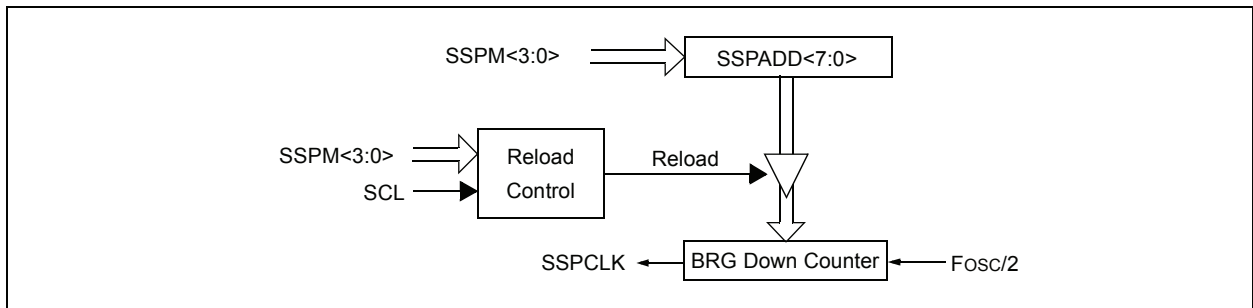 SSPM<3:0>
SSPADD<7:0>
SSPM<3:0>
SCL
Reload
Control
Reload
SSPCLK
BRG Down Counter
FOSC/2